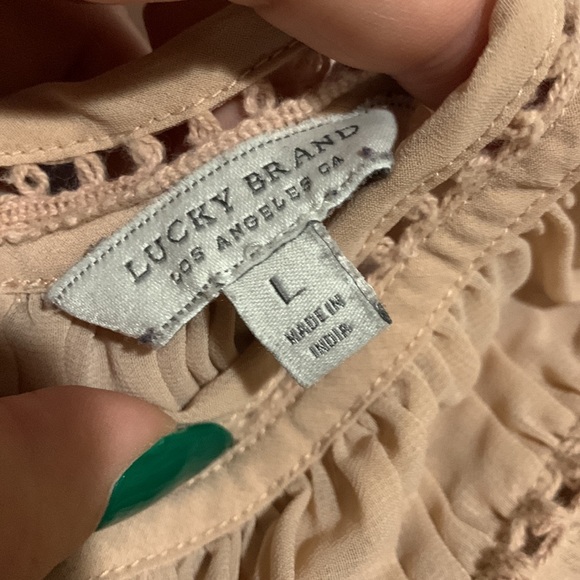 LUCKY BRAND
LOS ANGELES CA
L
MADE IN
INDIA